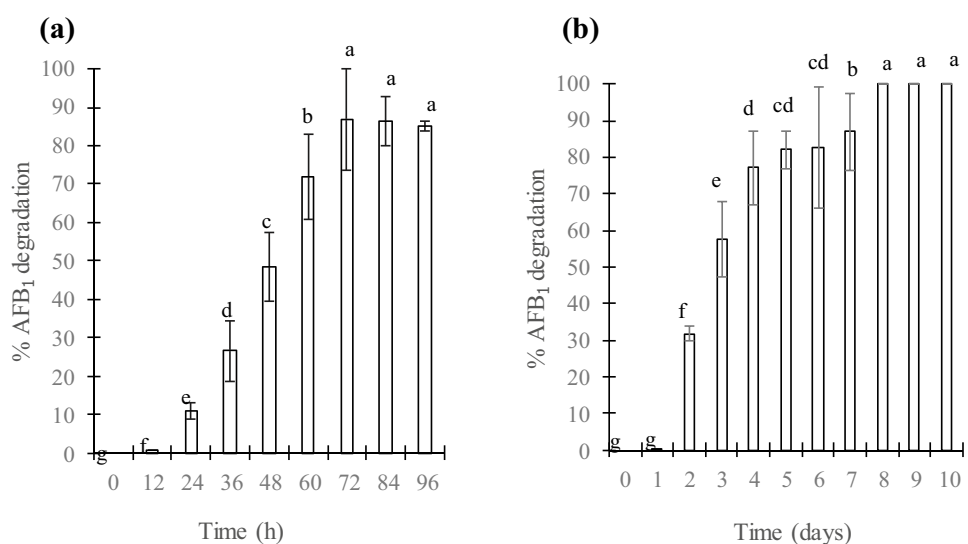 (a)
% AFB1 degradation
100
90
80
70
60
50
40
30
20
10
0
g
f
e
d
c
b
a
a
a
0 12 24 36 48 60 72 84 96
Time (h)
(b)
% AFB1 degradation
100
90
80
70
60
50
40
30
20
10
0
g
g
f
e
d
cd
cd
b
a
a
a
0 1 2 3 4 5 6 7 8 9 10
Time (days)